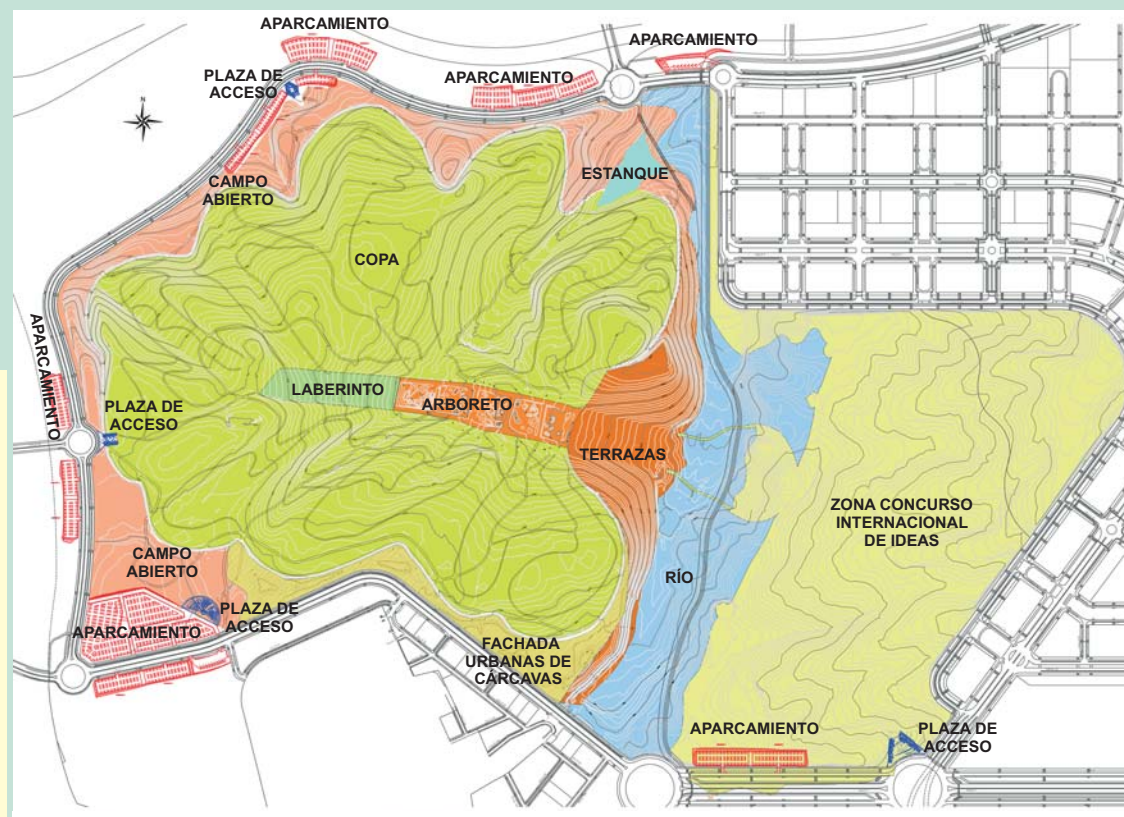 APARCAMIENTO
APARCAMIENTO
PLAZA DE
ACCESO
APARCAMIENTO
N
ESTANQUE
CAMPO
ABIERTO
COPA
APARCAMIENTO
LABERINTO
ARBORETO
PLAZA DE
ACCESO
TERRAZAS
ZONA CONCURSO
INTERNACIONAL
DE IDEAS
CAMPO
ABIERTO
RÍO
PLAZA DE
ACCESO
APARCAMIENTO
FACHADA
URBANAS DE
CÁRCAVAS
APARCAMIENTO
PLAZA DE
ACCESO